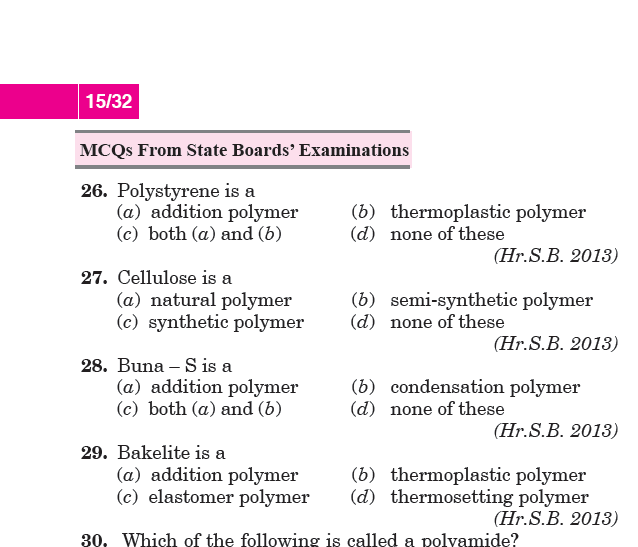 15/32
MCQs From State Boards' Examinations
26. Polystyrene is a
(a) addition polymer (b) thermoplastic polymer
(c) both (a) and (b) (d) none of these
(Hr.S.B. 2013)
27. Cellulose is a
(a) natural polymer (b) semi-synthetic polymer
(c) synthetic polymer (d) none of these
(Hr.S.B. 2013)
28. Buna – S is a
(a) addition polymer (b) condensation polymer
(c) both (a) and (b) (d) none of these
(Hr.S.B. 2013)
29. Bakelite is a
(a) addition polymer (b) thermoplastic polymer
(c) elastomer polymer (d) thermosetting polymer
(Hr.S.B. 2013)
30. Which of the following is called a polyamide?